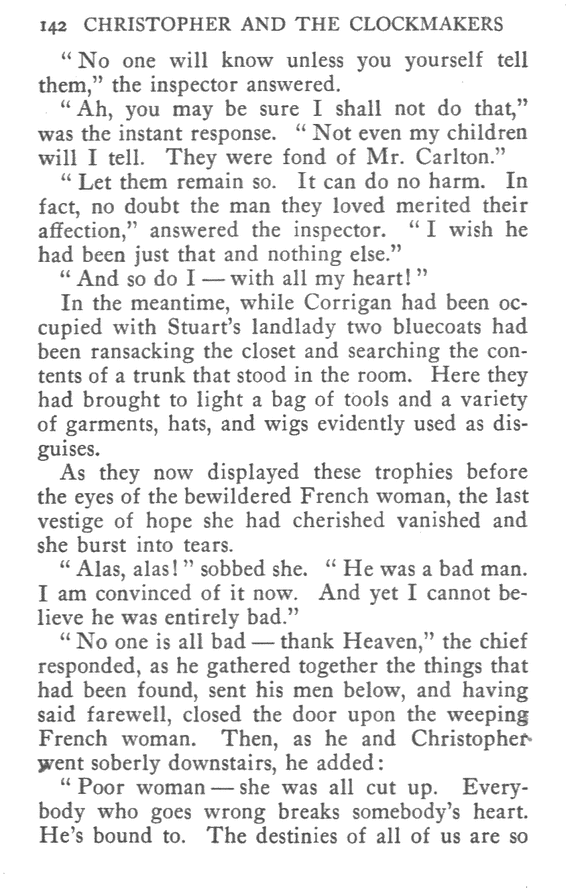 142 CHRISTOPHER AND THE CLOCKMAKERS
“ No one will know unless you yourself tell
them,” the inspector answered.
“ Ah, you may be sure I shall not do that,”
was the instant response. “ Not even my children
will I tell. They were fond of Mr. Carlton.”
“ Let them remain so. It can do no harm. In
fact, no doubt the man they loved merited their
affection,” answered the inspector. “ I wish he
had been just that and nothing else.”
“ And so do I — with all my heart! ”
In the meantime, while Corrigan had been oc-
cupied with Stuart’s landlady two bluecoats had
been ransacking the closet and searching the con-
tents of a trunk that stood in the room. Here they
had brought to light a bag of tools and a variety
of garments, hats, and wigs evidently used as dis-
guises.
As they now displayed these trophies before
the eyes of the bewildered French woman, the last
vestige of hope she had cherished vanished and
she burst into tears.
“ Alas, alas! ” sobbed she. “ He was a bad man.
I am convinced of it now. And yet I cannot be-
lieve he was entirely bad.”
“ No one is all bad — thank Heaven,” the chief
responded, as he gathered together the things that
had been found, sent his men below, and having
said farewell, closed the door upon the weeping
French woman. Then, as he and Christopher
went soberly downstairs, he added:
“ Poor woman — she was all cut up. Every-
body who goes wrong breaks somebody’s heart.
He’s bound to. The destinies of all of us are so